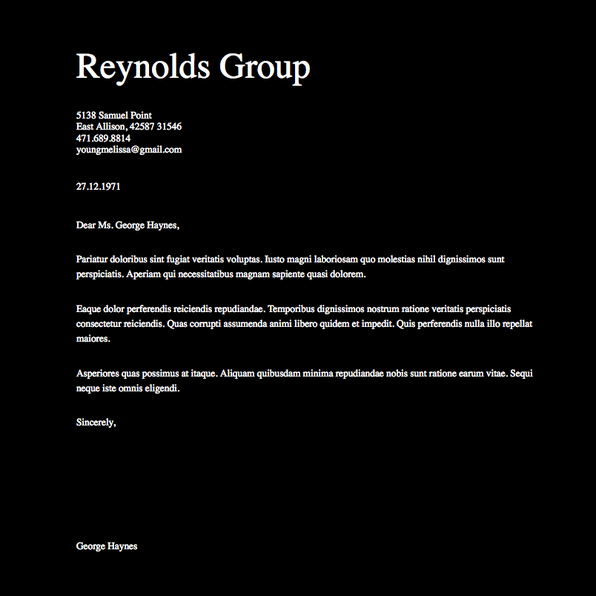 Reynolds Group
5138 Samuel Point
East Allison, 42587 31546
471.689.8814
youngmelissa@gmail.com
27.12.1971
Dear Ms. George Haynes,
Pariatur doloribus sint fugiat veritatis voluptas. Iusto magni laboriosam quo molestias nihil dignissimos sunt
perspiciatis. Aperiam qui necessitatibus magnam sapiente quasi dolorem.
Eaque dolor perferendis reiciendis repudiandae. Temporibus dignissimos nostrum ratione veritatis perspiciatis
consectetur reiciendis. Quas corrupti assumenda animi libero quidem et impedit. Quis perferendis nulla illo repellat
maiores.
Asperiores quas possimus at itaque. Aliquam quibusdam minima repudiandae nobis sunt ratione earum vitae. Sequi
neque iste omnis eligendi.
Sincerely,
George Haynes